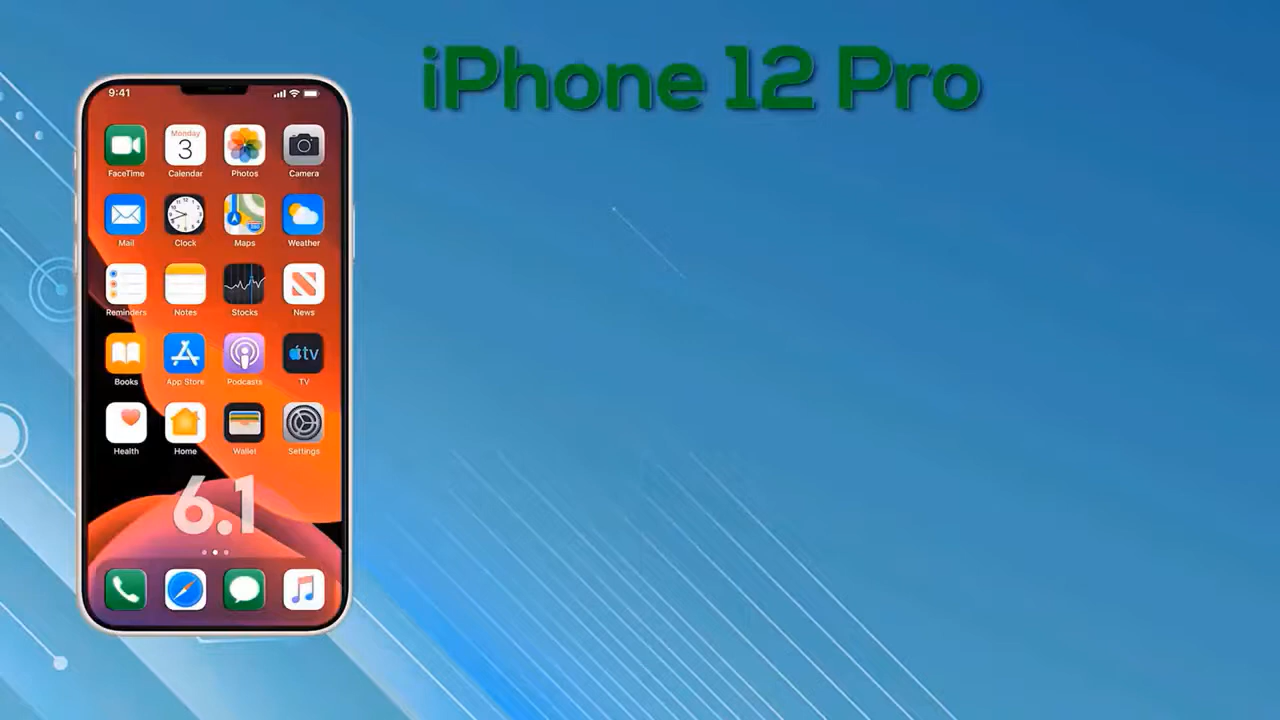 iPhone 12 Pro
9:41
Monday
3
FaceTime Calendar Photos Camera
Mail Clock Maps Weather
Reminders Notes Stocks News
tv
Books App Store Podcasts TV
Health Home Wallet Settings
6.1